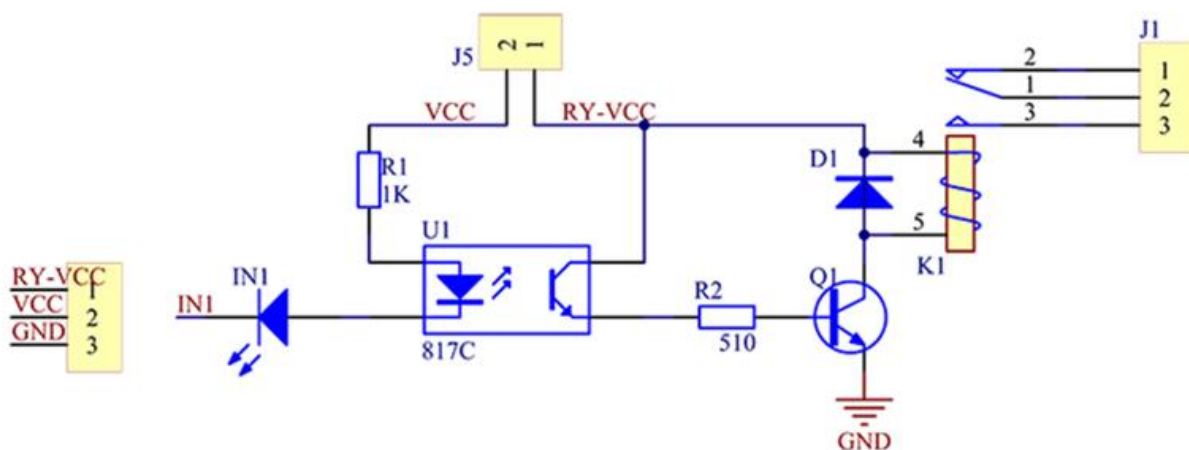 J5
2 1
J1
2
1
1
2
3
3
VCC
RY-VCC
D1
4
R1
1K
U1
5
K1
RY-VCC
1
VCC
2
GND
3
IN1
IN1
R2
Q1
817C
510
GND